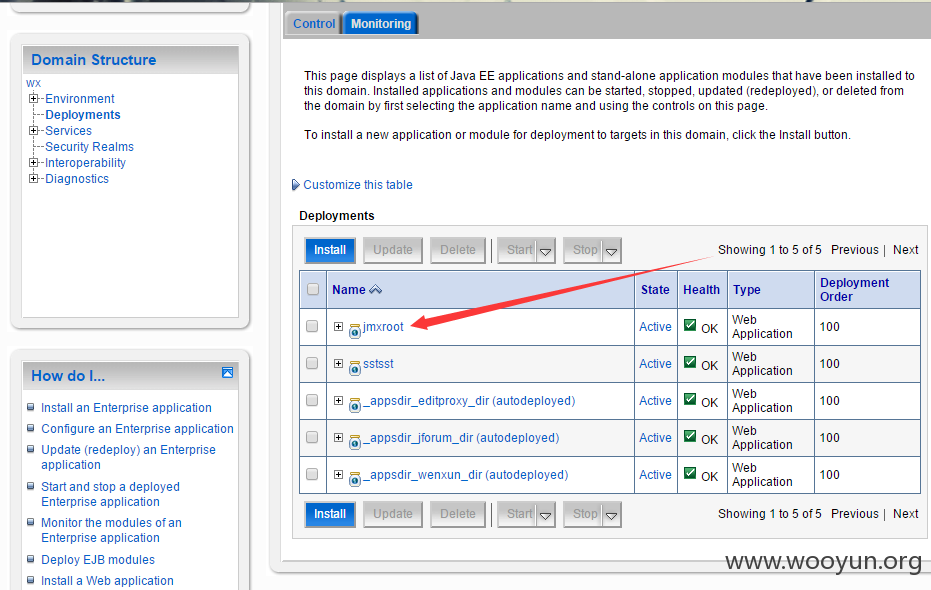 Control Monitoring
Domain Structure
wx
Environment
Deployments
Services
Security Realms
Interoperability
Diagnostics
How do I...
Install an Enterprise application
Configure an Enterprise application
Update (redeploy) an Enterprise
application
Start and stop a deployed
Enterprise application
Monitor the modules of an
Enterprise application
Deploy EJB modules
Install a Web application
This page displays a list of Java EE applications and stand-alone application modules that have been installed to
this domain. Installed applications and modules can be started, stopped, updated (redeployed), or deleted from
the domain by first selecting the application name and using the controls on this page.
To install a new application or module for deployment to targets in this domain, click the Install button.
Customize this table
Deployments
Install Update Delete Start Stop Showing 1 to 5 of 5 Previous | Next
Name State Health Type Deployment
Order
jmxroot Active OK Web
Application 100
sstsst Active OK Web
Application 100
_appsdir_editproxy_dir (autodeployed) Active OK Web
Application 100
_appsdir_jforum_dir (autodeployed) Active OK Web
Application 100
_appsdir_wenxun_dir (autodeployed) Active OK Web
Application 100
Install Update Delete Start Stop Showing 1 to 5 of 5 Previous | Next
www.wooyun.org